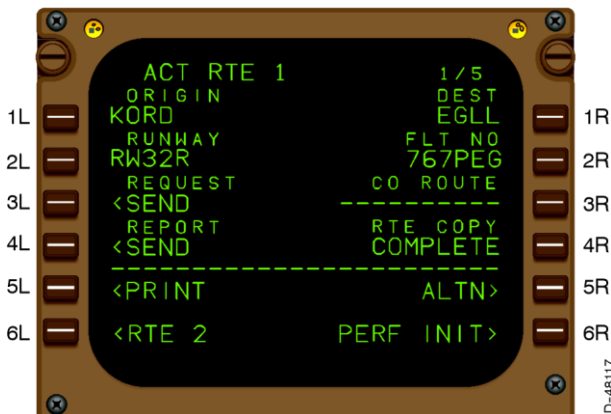 ACT RTE 1 1/5
ORIGIN DEST
1L KORD EGLL 1R
RUNWAY FLT NO
2L RW32R 767PEG 2R
REQUEST CO ROUTE
3L <SEND ---------- 3R
REPORT RTE COPY
4L <SEND COMPLETE 4R
------------------------
5L <PRINT ALTN> 5R
6L <RTE 2 PERF INIT> 6R
D-48117